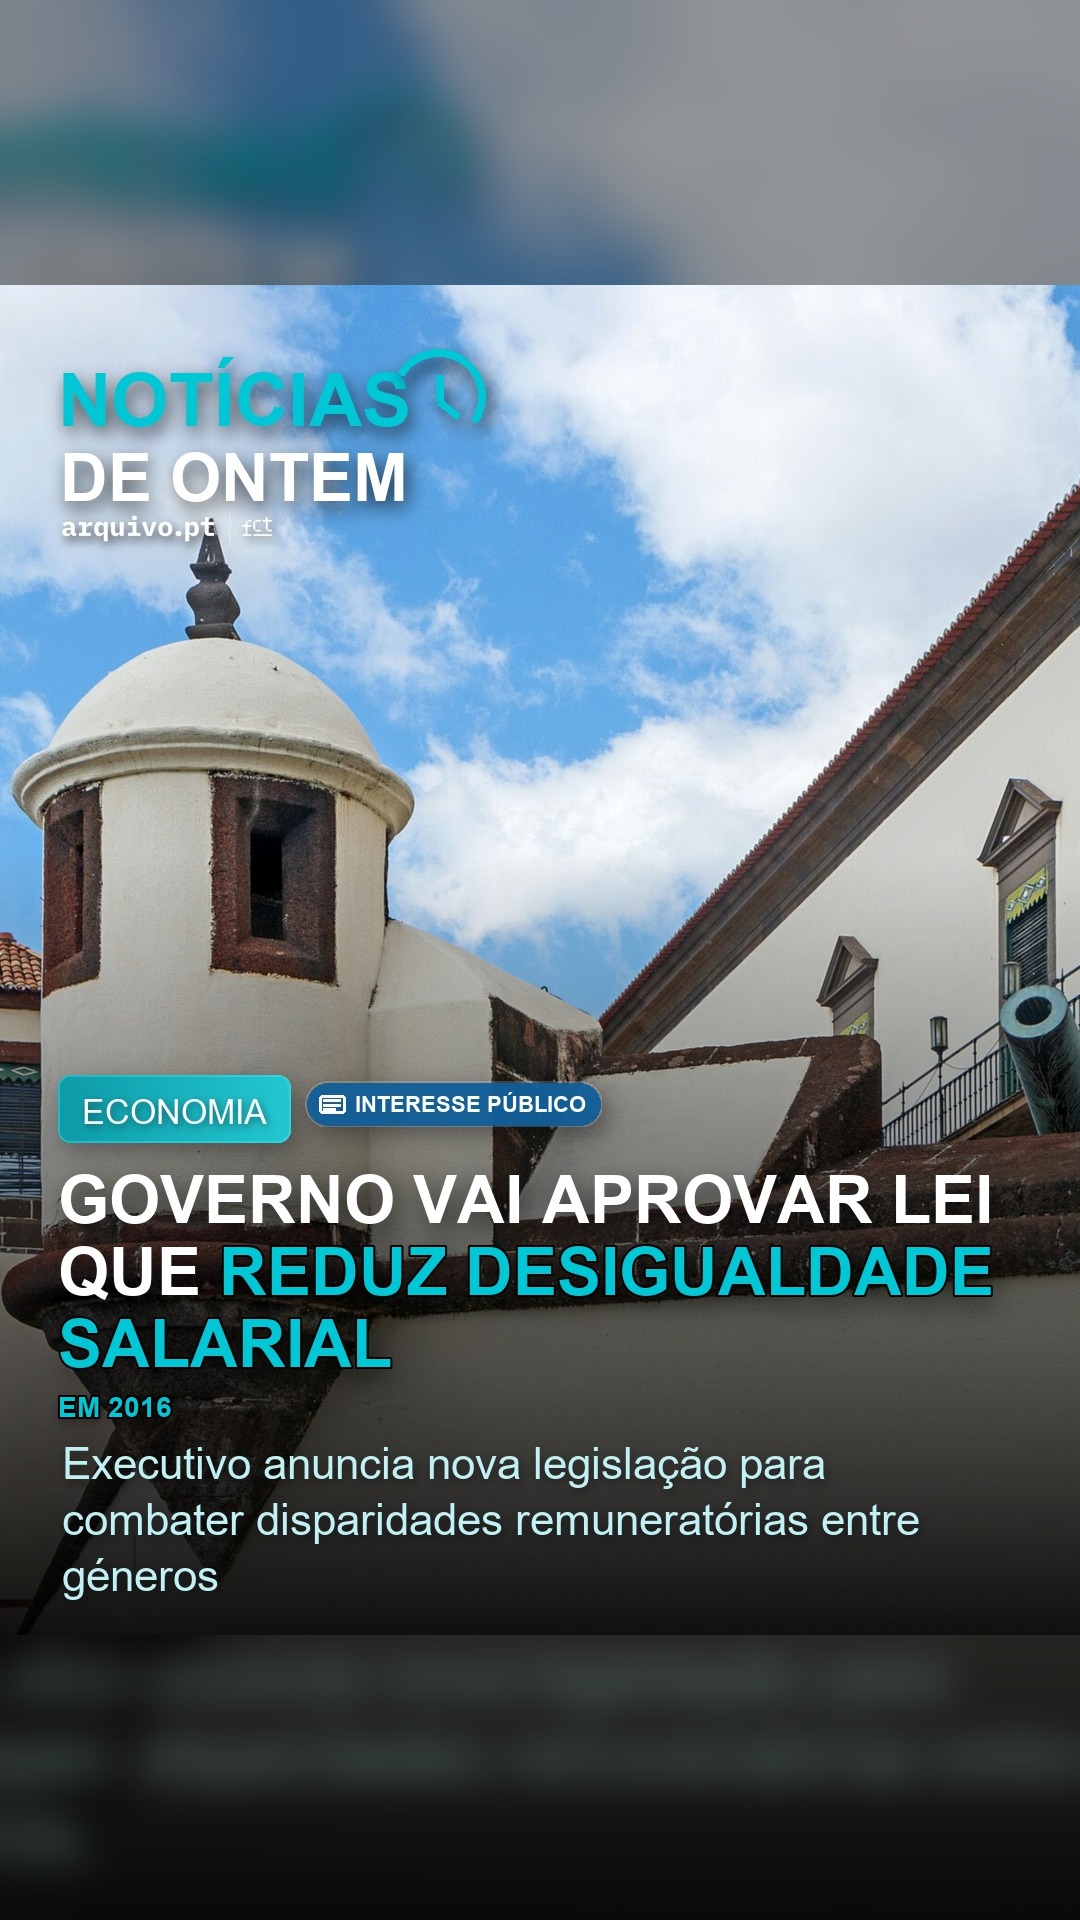 NOTÍCIAS
DE ONTEM
arquivo.pt | fct
ECONOMIA
INTERESSE PÚBLICO
GOVERNO VAI APROVAR LEI
QUE REDUZ DESIGUALDADE
SALARIAL
EM 2016
Executivo anuncia nova legislação para
combater disparidades remuneratórias entre
géneros